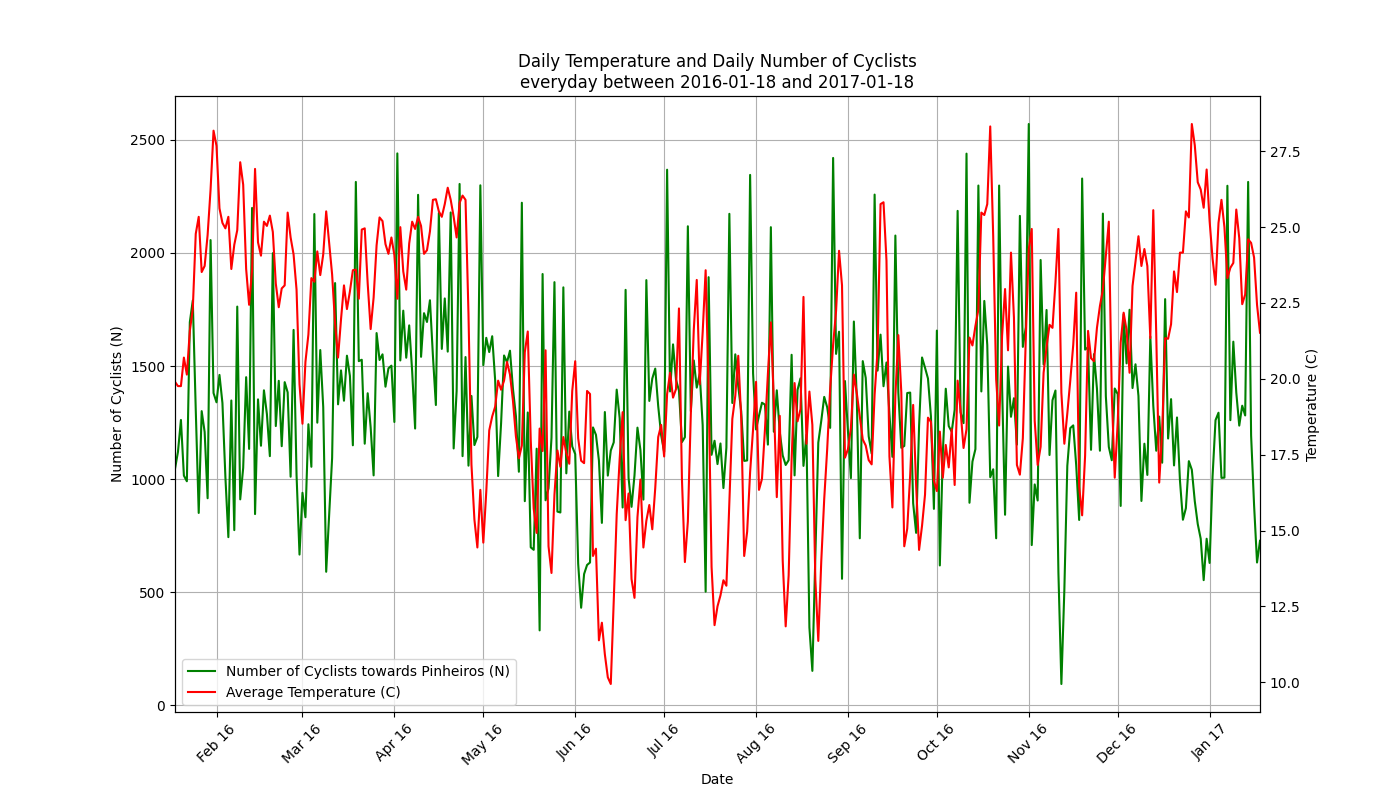 Daily Temperature and Daily Number of Cyclists
everyday between 2016-01-18 and 2017-01-18
Number of Cyclists (N)
2500
2000
1500
1000
500
0
27.5
25.0
22.5
20.0
17.5
15.0
12.5
10.0
Temperature (C)
Number of Cyclists towards Pinheiros (N)
Average Temperature (C)
Feb 16
Mar 16
Apr 16
May 16
Jun 16
Jul 16
Aug 16
Sep 16
Oct 16
Nov 16
Dec 16
Jan 17
Date